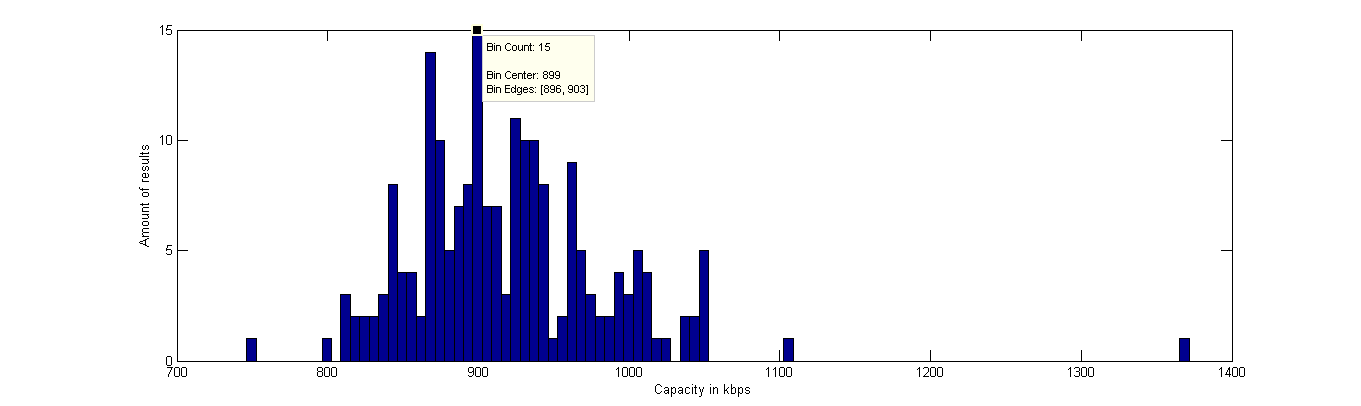 15
Bin Count: 15
Bin Center: 899
Bin Edges: [896, 903]
10
Amount of results
5
0
700 800 900 1000 1100 1200 1300 1400
Capacity in kbps